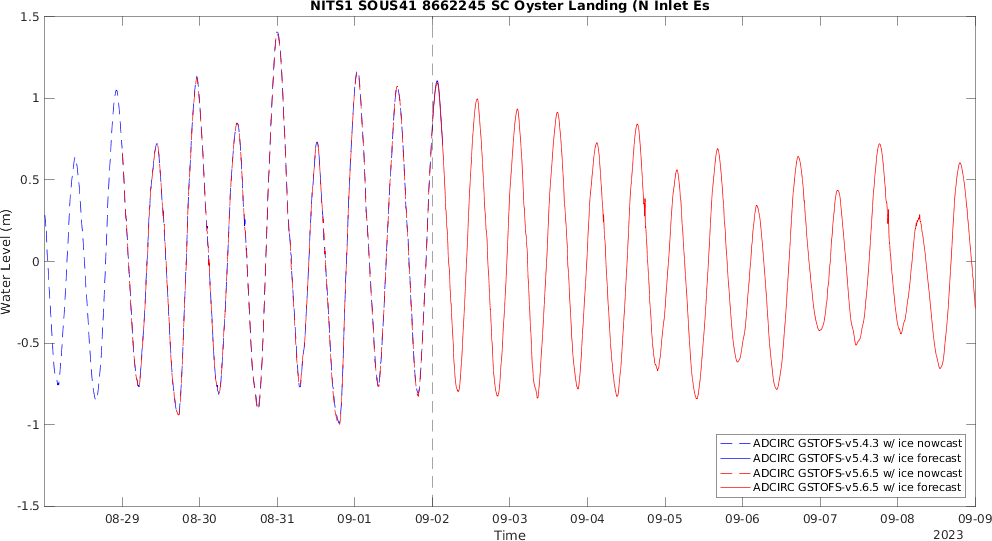 NITS1 SOUS41 8662245 SC Oyster Landing (N Inlet Es
Water Level (m)
1.5
1
0.5
0
-0.5
-1
-1.5
ADCIRC GSTOFS-v5.4.3 w/ ice nowcast
ADCIRC GSTOFS-v5.4.3 w/ ice forecast
ADCIRC GSTOFS-v5.6.5 w/ ice nowcast
ADCIRC GSTOFS-v5.6.5 w/ ice forecast
08-29 08-30 08-31 09-01 09-02 09-03 09-04 09-05 09-06 09-07 09-08 09-09
Time
2023